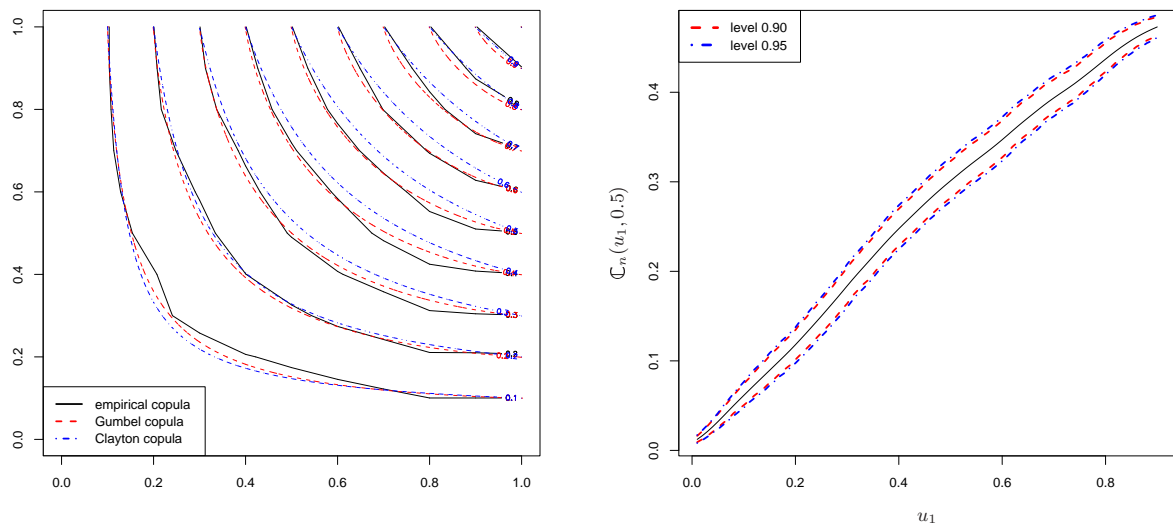 1.0
0.8
0.6
0.4
0.2
0.0
0.9
0.8
0.7
0.6
0.5
0.4
0.3
0.2
0.1
empirical copula
Gumbel copula
Clayton copula
0.0 0.2 0.4 0.6 0.8 1.0
level 0.90
level 0.95
ℂn(u1, 0.5)
0.4
0.3
0.2
0.1
0.0
0.0 0.2 0.4 0.6 0.8
u1